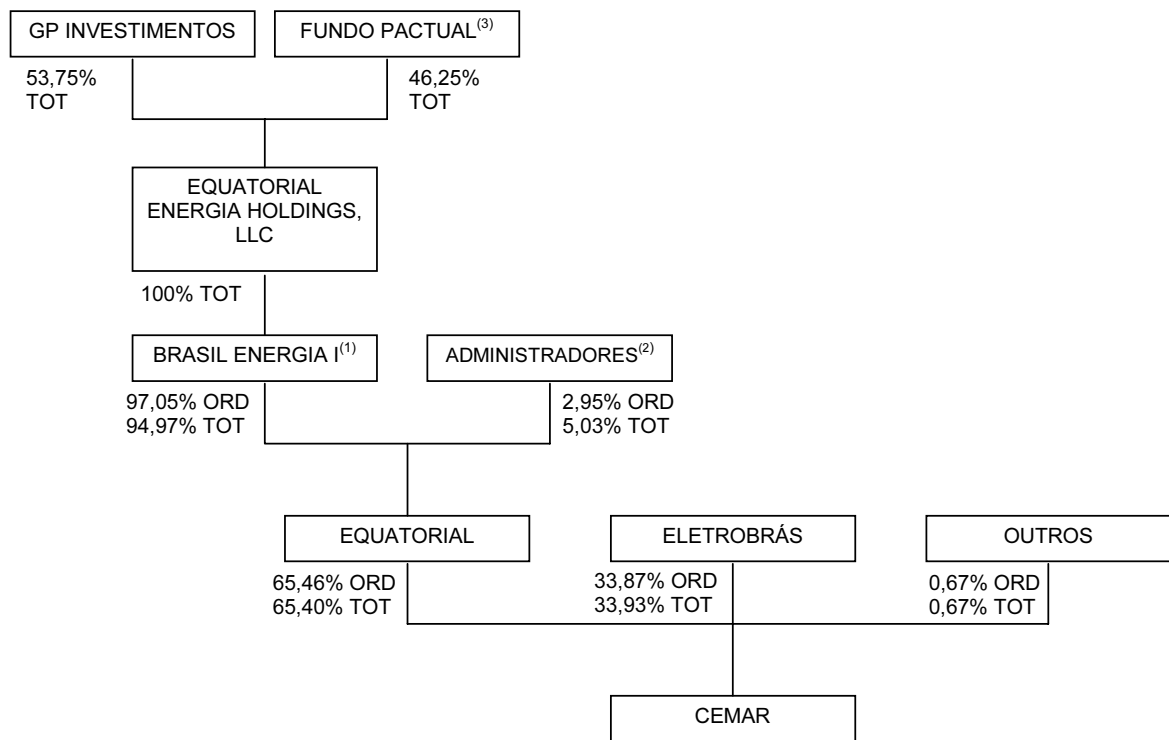 GP INVESTIMENTOS
FUNDO PACTUAL(3)
53,75%
TOT
46,25%
TOT
EQUATORIAL
ENERGIA HOLDINGS,
LLC
100% TOT
BRASIL ENERGIA I(1)
ADMINISTRADORES(2)
97,05% ORD
94,97% TOT
2,95% ORD
5,03% TOT
EQUATORIAL
ELETROBRÁS
OUTROS
65,46% ORD
65,40% TOT
33,87% ORD
33,93% TOT
0,67% ORD
0,67% TOT
CEMAR